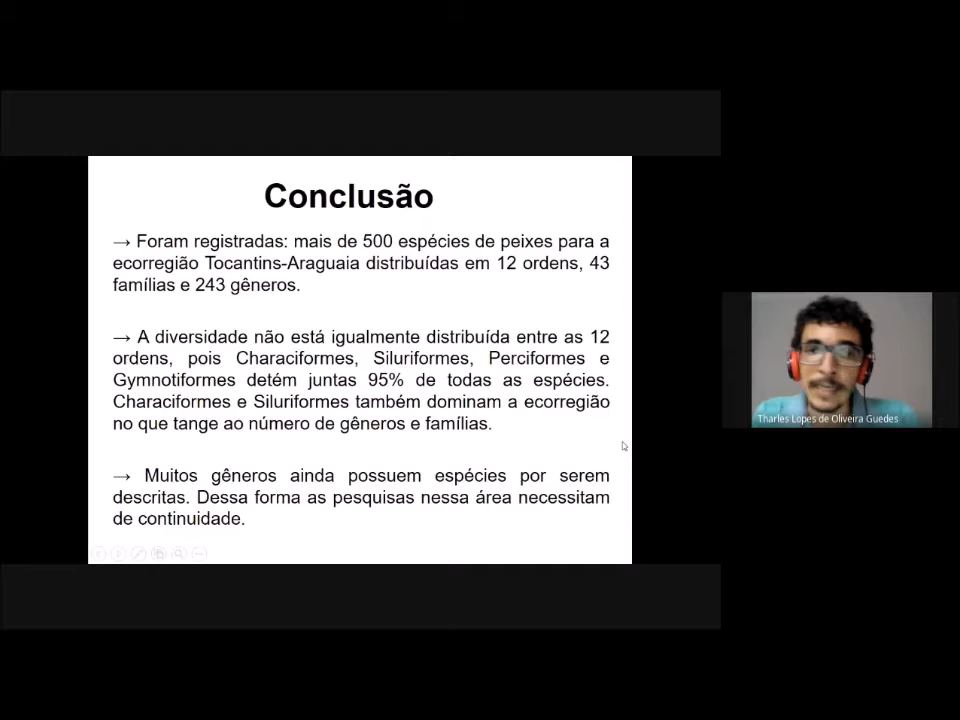 Conclusão
→ Foram registradas: mais de 500 espécies de peixes para a
ecorregião Tocantins-Araguaia distribuídas em 12 ordens, 43
famílias e 243 gêneros.
→ A diversidade não está igualmente distribuída entre as 12
ordens, pois Characiformes, Siluriformes, Perciformes e
Gymnotiformes detém juntas 95% de todas as espécies.
Characiformes e Siluriformes também dominam a ecorregião
no que tange ao número de gêneros e famílias.
→ Muitos gêneros ainda possuem espécies por serem
descritas. Dessa forma as pesquisas nessa área necessitam
de continuidade.
Tharles Lopes de Oliveira Guedes